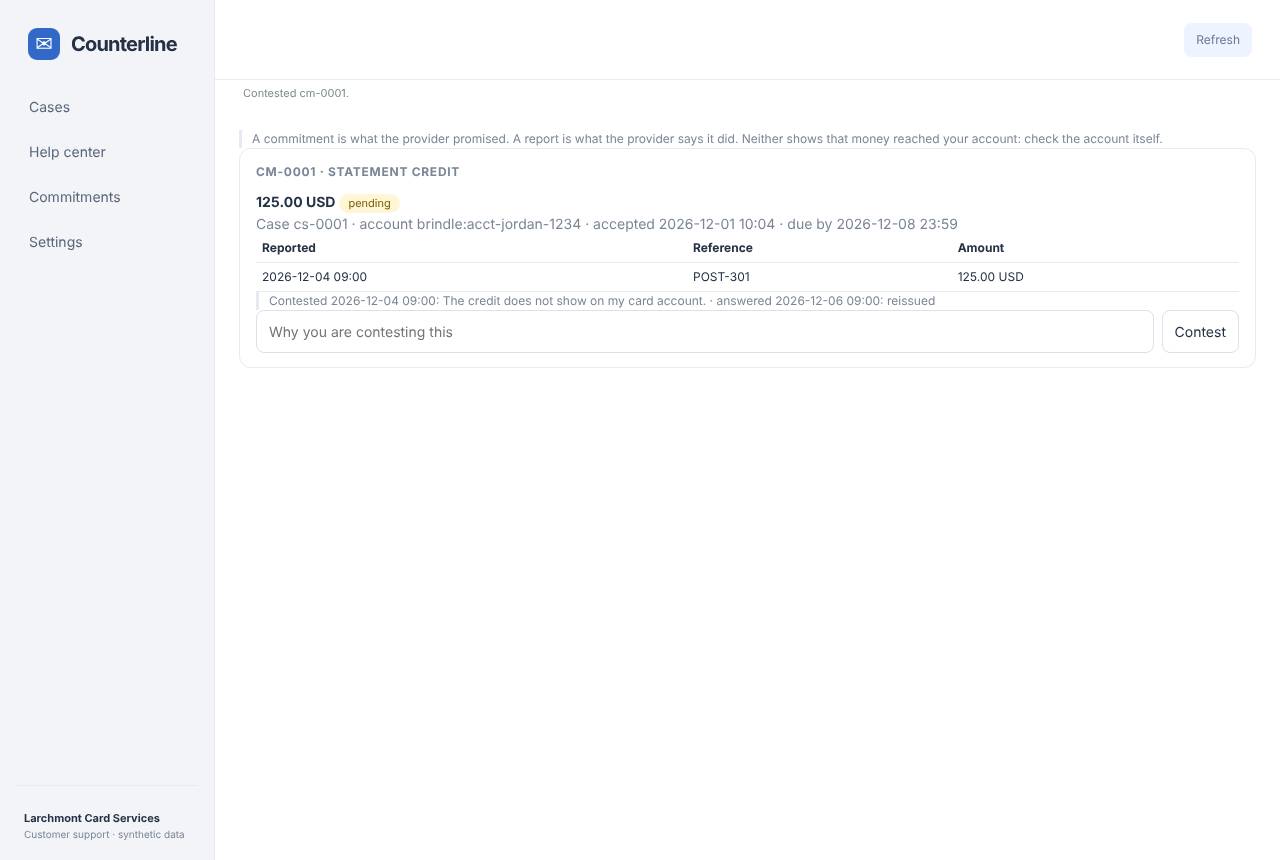 Counterline
Refresh
Cases
Help center
Commitments
Settings
Contested cm-0001.
A commitment is what the provider promised. A report is what the provider says it did. Neither shows that money reached your account: check the account itself.
CM-0001 · STATEMENT CREDIT
125.00 USD pending
Case cs-0001 · account brindle:acct-jordan-1234 · accepted 2026-12-01 10:04 · due by 2026-12-08 23:59
Reported Reference Amount
2026-12-04 09:00 POST-301 125.00 USD
Contested 2026-12-04 09:00: The credit does not show on my card account. · answered 2026-12-06 09:00: reissued
Why you are contesting this
Contest
Larchmont Card Services
Customer support · synthetic data